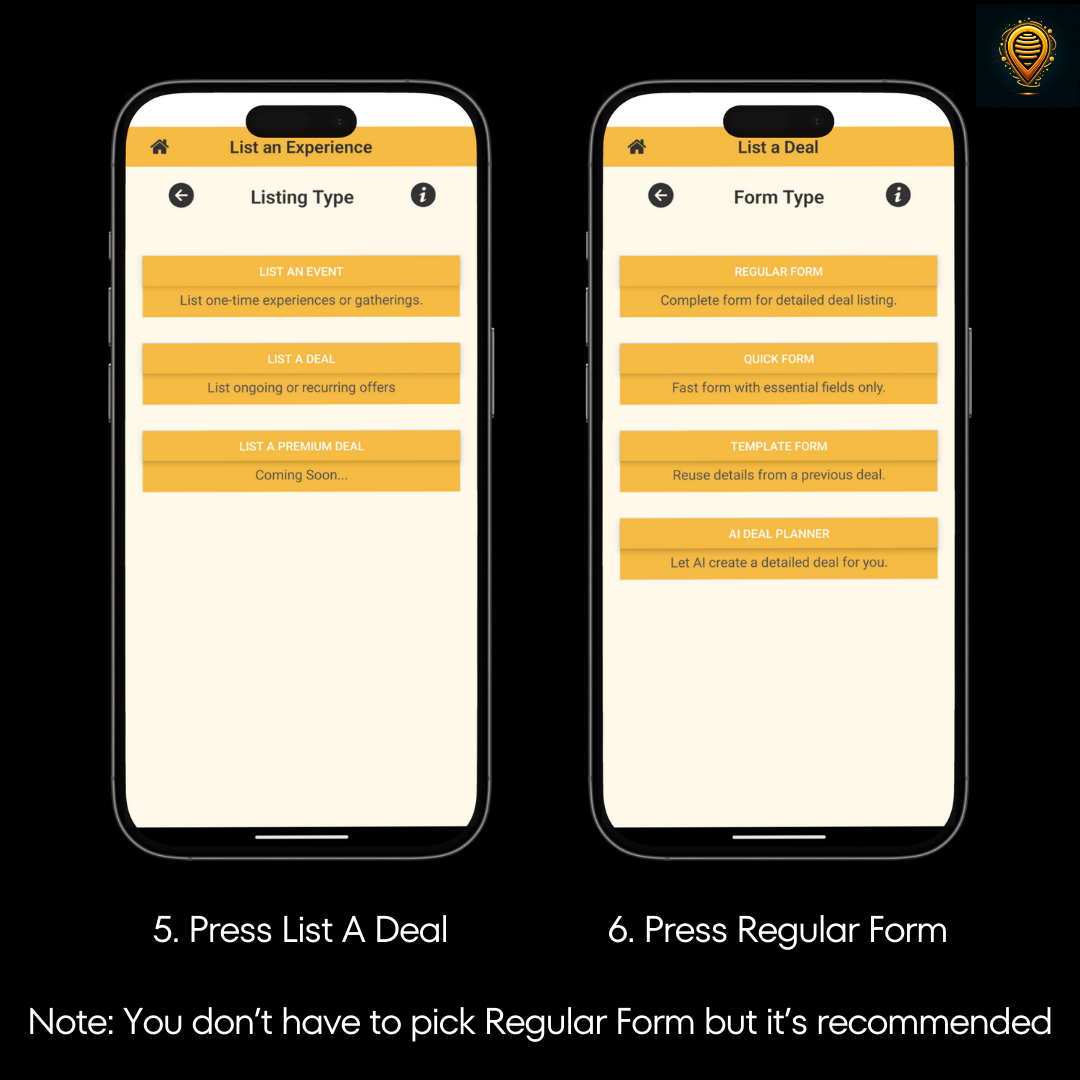 List an Experience
Listing Type
LIST AN EVENT
List one-time experiences or gatherings.
LIST A DEAL
List ongoing or recurring offers
LIST A PREMIUM DEAL
Coming Soon...
List a Deal
Form Type
REGULAR FORM
Complete form for detailed deal listing.
QUICK FORM
Fast form with essential fields only.
TEMPLATE FORM
Reuse details from a previous deal.
AI DEAL PLANNER
Let AI create a detailed deal for you.
5. Press List A Deal
6. Press Regular Form
Note: You don’t have to pick Regular Form but it’s recommended